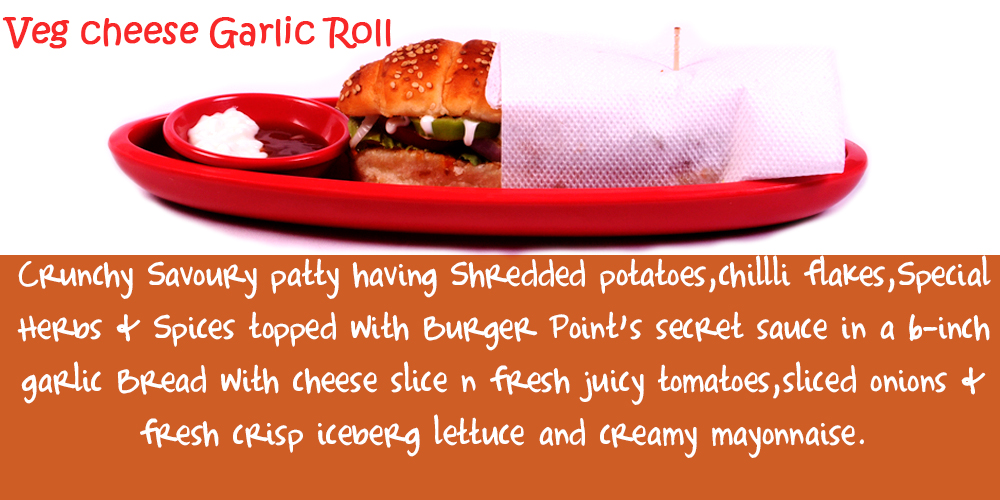 Veg cheese Garlic Roll
Crunchy Savoury patty having Shredded potatoes,chillli flakes,Special
Herbs & Spices topped with Burger Point's secret sauce in a 6-inch
garlic Bread with cheese slice n fresh juicy tomatoes,sliced onions &
fresh crisp iceberg lettuce and creamy mayonnaise.